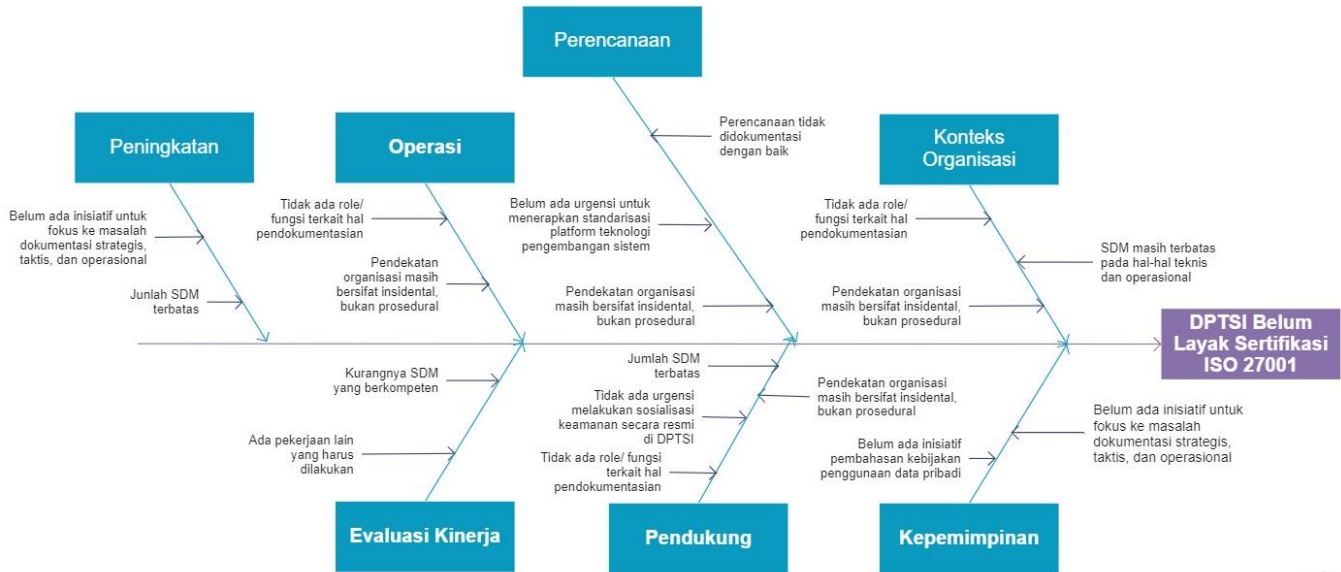 Perencanaan
Peningkatan
Operasi
Konteks
Organisasi
Perencanaan tidak
didokumentasi
dengan baik
Belum ada inisiatif untuk
fokus ke masalah
dokumentasi strategis,
taktis, dan operasional
Junlah SDM
terbatas
Tidak ada role/
fungsi terkait hal
pendokumentasian
Pendekatan
organisasi masih
bersifat insidental,
bukan prosedural
Belum ada urgensi untuk
menerapkan standarisasi
platform teknologi
pengembangan sistem
Pendekatan organisasi
masih bersifat insidental,
bukan prosedural
Tidak ada role/
fungsi terkait hal
pendokumentasian
SDM masih terbatas
pada hal-hal teknis
dan operasional
Pendekatan organisasi
masih bersifat insidental,
bukan prosedural
DPTSI Belum
Layak Sertifikasi
ISO 27001
Kurangnya SDM
yang berkompeten
Ada pekerjaan lain
yang harus
dilakukan
Jumlah SDM
terbatas
Tidak ada urgensi
melakukan sosialisasi
keamanan secara resmi
di DPTSI
Tidak ada role/ fungsi
terkait hal
pendokumentasian
Pendekatan organisasi
masih bersifat insidental,
bukan prosedural
Belum ada inisiatif
pembahasan kebijakan
penggunaan data pribadi
Belum ada inisiatif untuk
fokus ke masalah
dokumentasi strategis,
taktis, dan operasional
Evaluasi Kinerja
Pendukung
Kepemimpinan